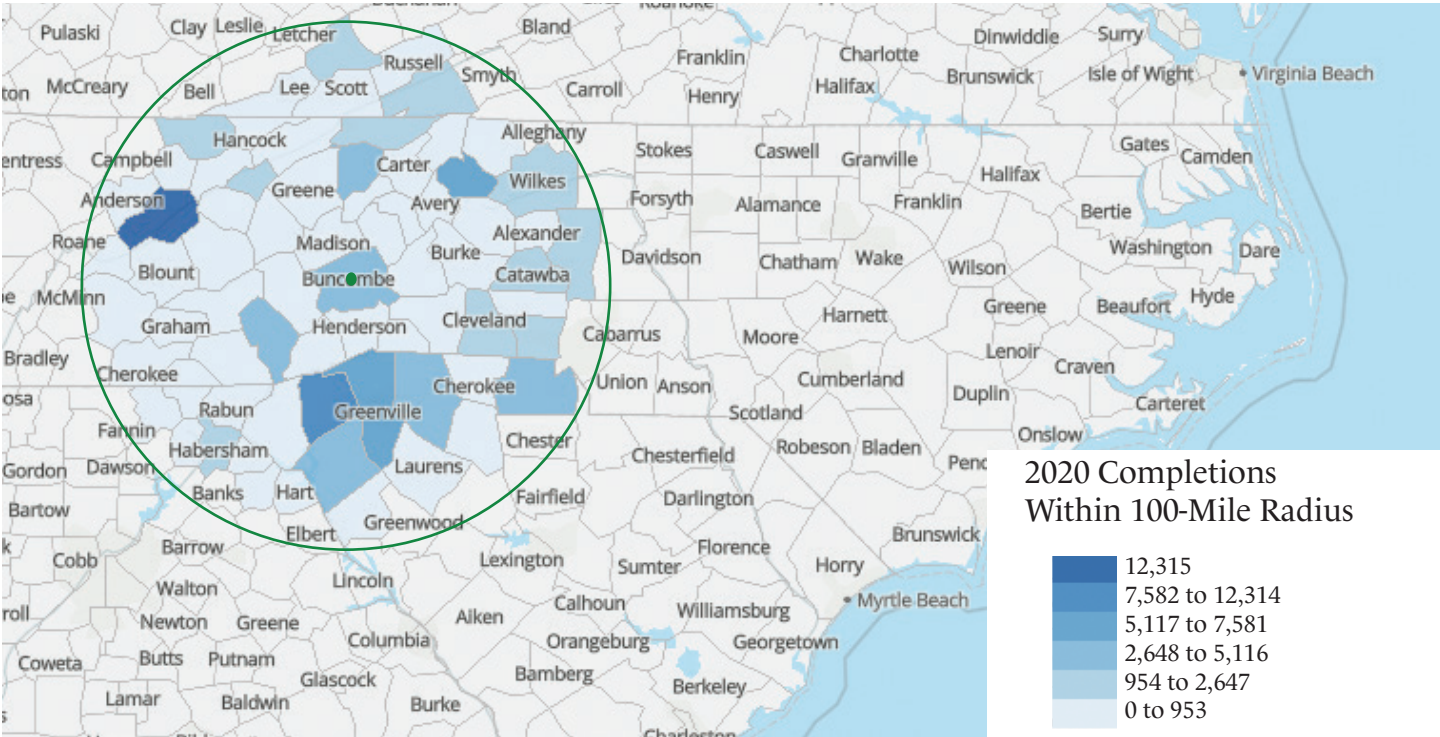 Pulaski
Clay
Leslie
Letcher
Bland
Roanoke
Dinwiddie
Surry
Charlotte
Franklin
Russell
Smyth
Isle of Wight
Virginia Beach
Brunswick
McCreary
Bell
Lee
Scott
Carroll
Henry
Halifax
Hancock
Alleghany
Stokes
Caswell
Granville
Gates
Camden
Campbell
Carter
Halifax
Greene
Wilkes
Anderson
Avery
Forsyth
Alamance
Franklin
Bertie
Roane
Madison
Burke
Alexander
Davidson
Chatham
Wake
Washington
Dare
Blount
Buncombe
Catawba
Wilson
McMinn
Greene
Beaufort
Hyde
Graham
Henderson
Cleveland
Cabarrus
Moore
Harnett
Bradley
Lenoir
Craven
Cherokee
Cherokee
Union
Anson
Cumberland
Duplin
Carteret
Rabun
Greenville
Scotland
Fannin
Habersham
Chester
Chesterfield
Robeson
Bladen
Onslow
Gordon
Dawson
Laurens
Banks
Hart
Fairfield
Darlington
Bartow
Greenwood
Elbert
Brunswick
Cobb
Barrow
Lexington
Florence
Sumter
Horry
Lincoln
Walton
Calhoun
Williamsburg
Myrtle Beach
Newton
Greene
Aiken
Columbia
Orangeburg
Georgetown
Coweta
Butts
Putnam
Glascock
Bamberg
Berkeley
Lamar
Baldwin
Burke
Charleston
2020 Completions
Within 100-Mile Radius
12,315
7,582 to 12,314
5,117 to 7,581
2,648 to 5,116
954 to 2,647
0 to 953